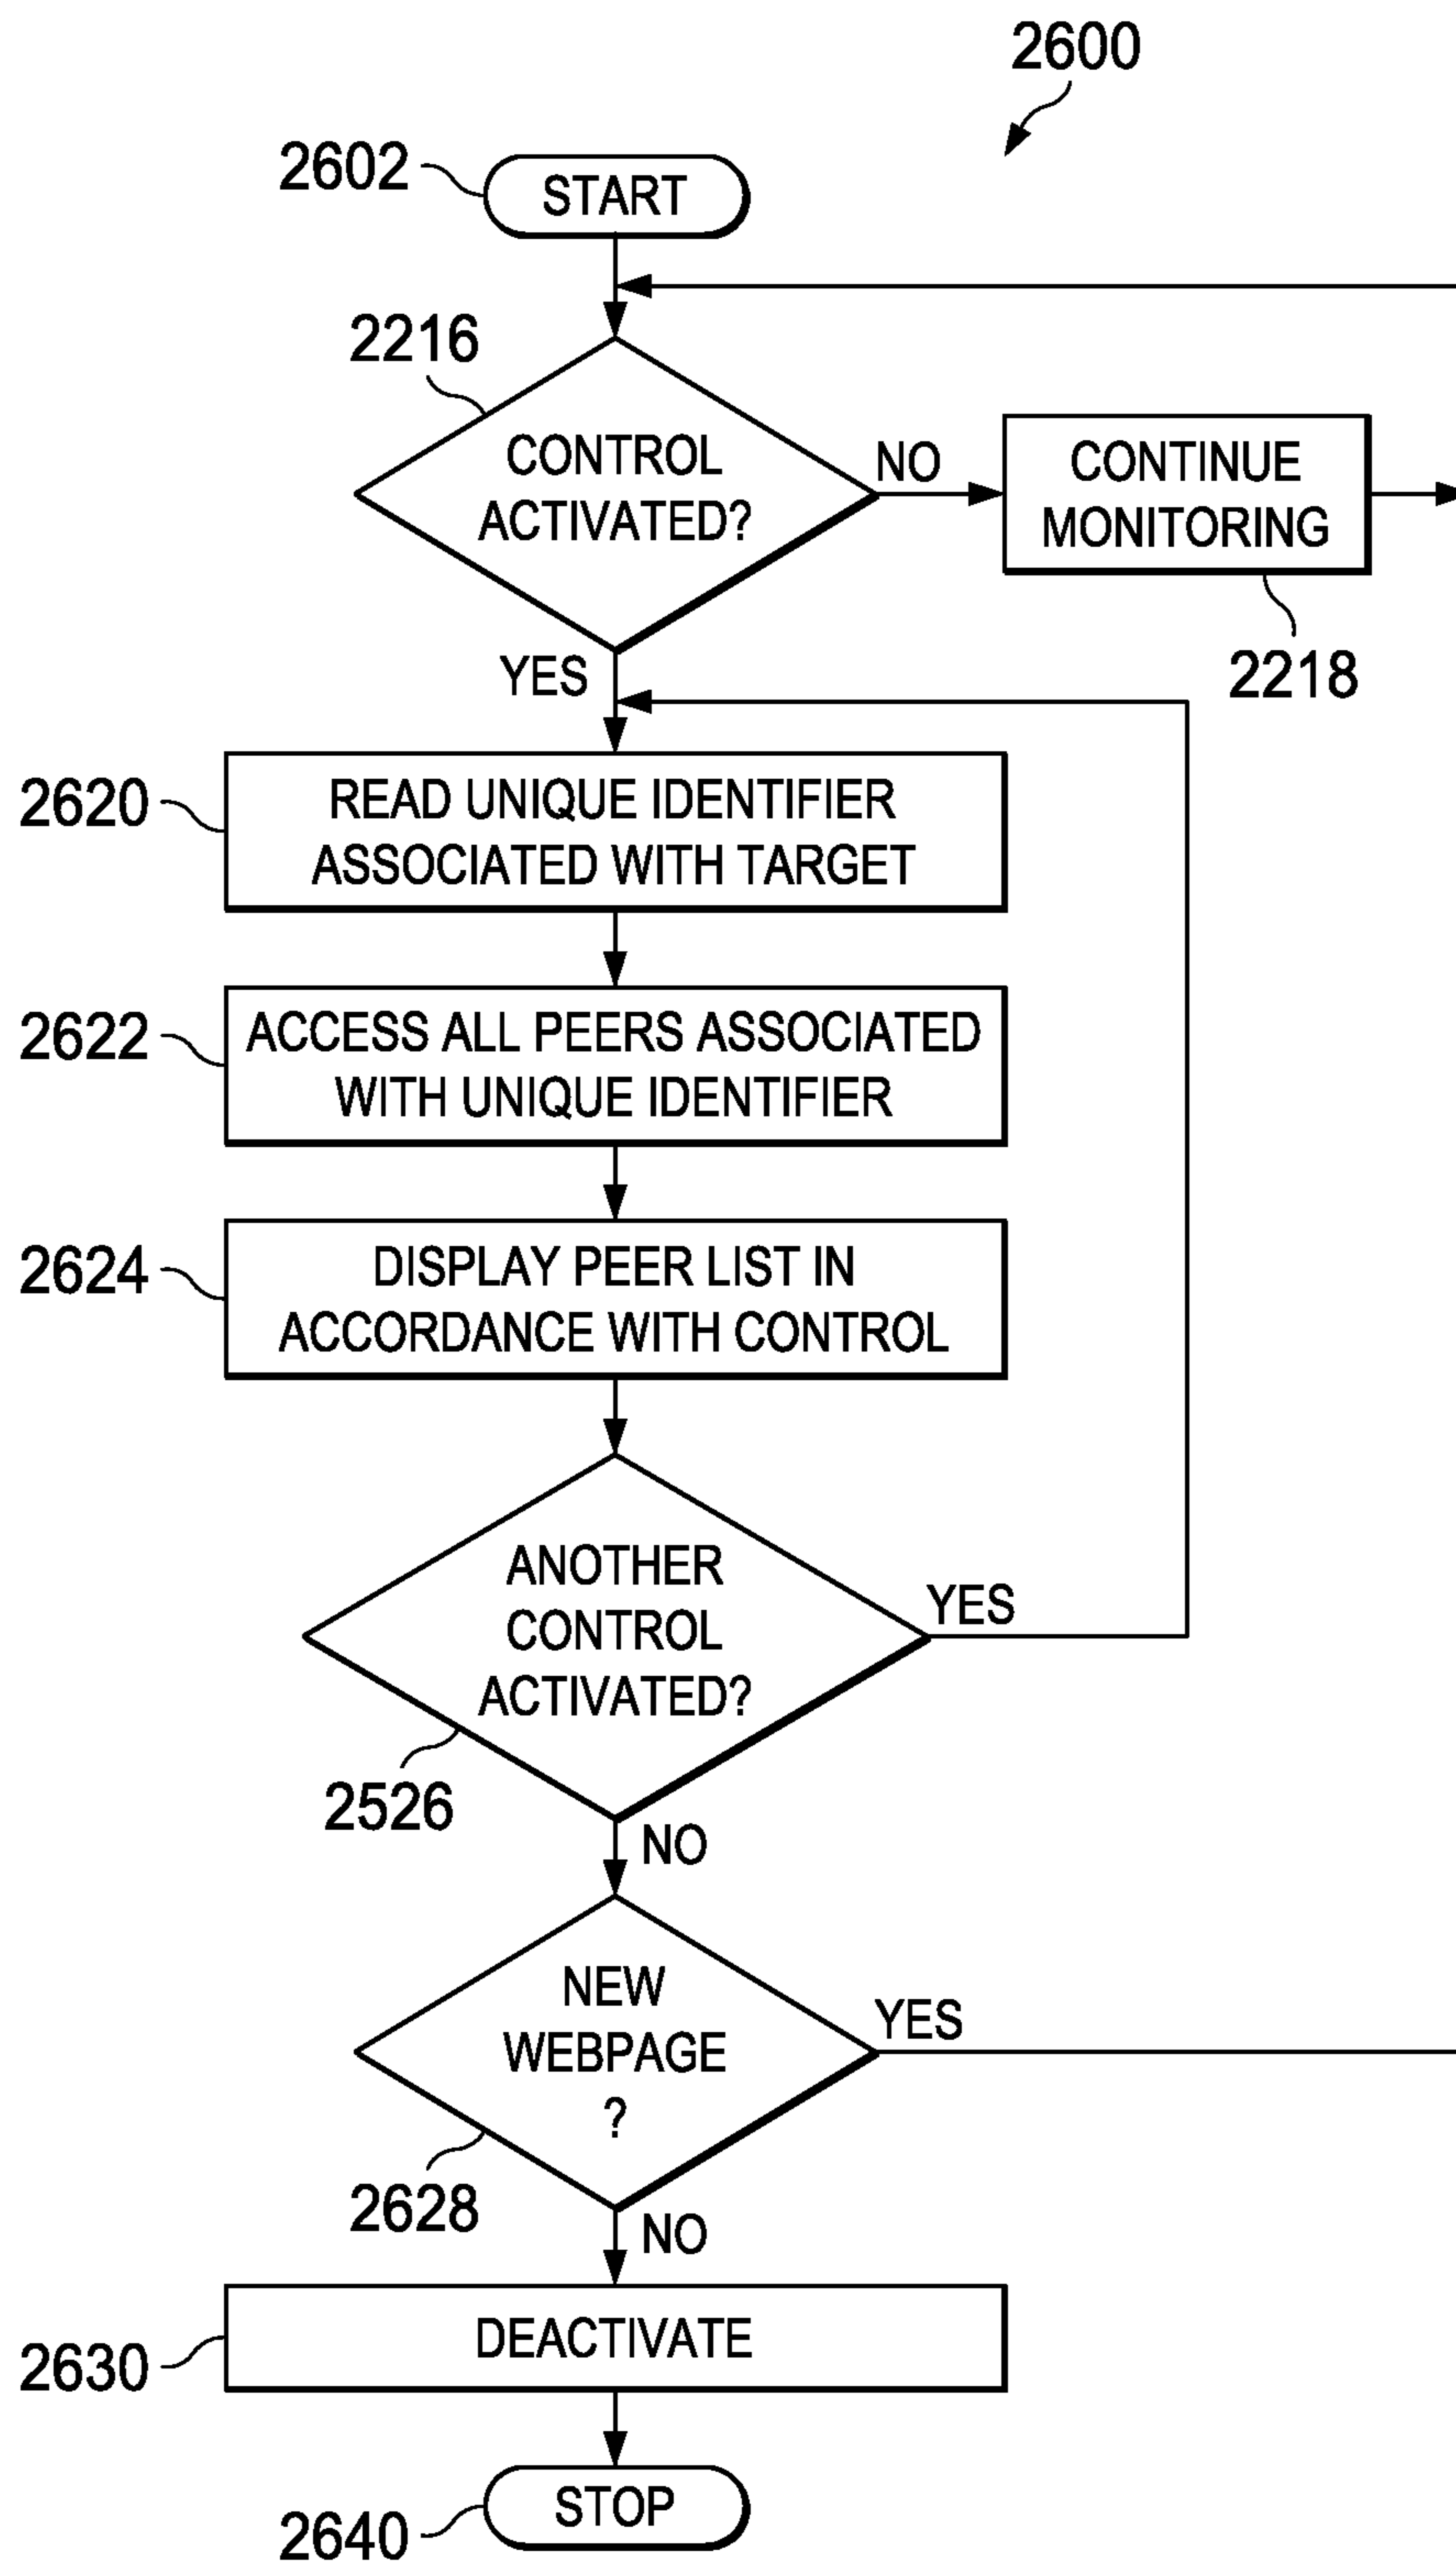 2600
2602
START
2216
CONTROL
ACTIVATED?
NO
CONTINUE
MONITORING
2218
YES
2620
READ UNIQUE IDENTIFIER
ASSOCIATED WITH TARGET
2622
ACCESS ALL PEERS ASSOCIATED
WITH UNIQUE IDENTIFIER
2624
DISPLAY PEER LIST IN
ACCORDANCE WITH CONTROL
ANOTHER
CONTROL
ACTIVATED?
YES
2526
NO
NEW
WEBPAGE
?
YES
2628
NO
DEACTIVATE
2630
STOP
2640